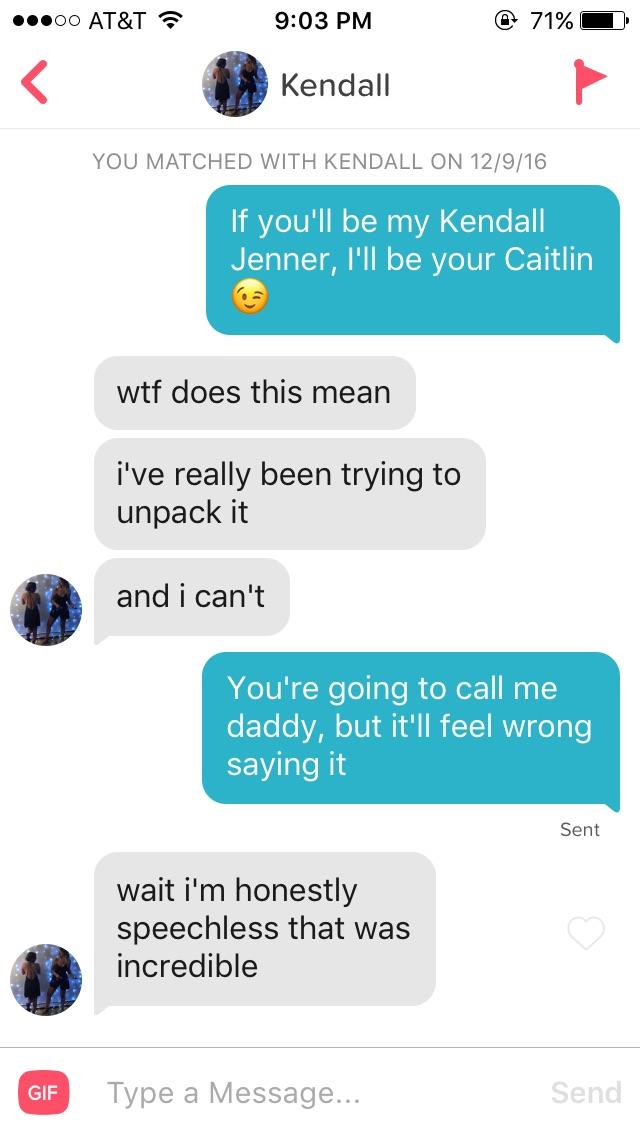 AT&T 9:03 PM 71%
Kendall
YOU MATCHED WITH KENDALL ON 12/9/16
If you'll be my Kendall
Jenner, I'll be your Caitlin
😉
wtf does this mean
i've really been trying to
unpack it
and i can't
You're going to call me
daddy, but it'll feel wrong
saying it
Sent
wait i'm honestly
speechless that was
incredible
GIF Type a Message... Send